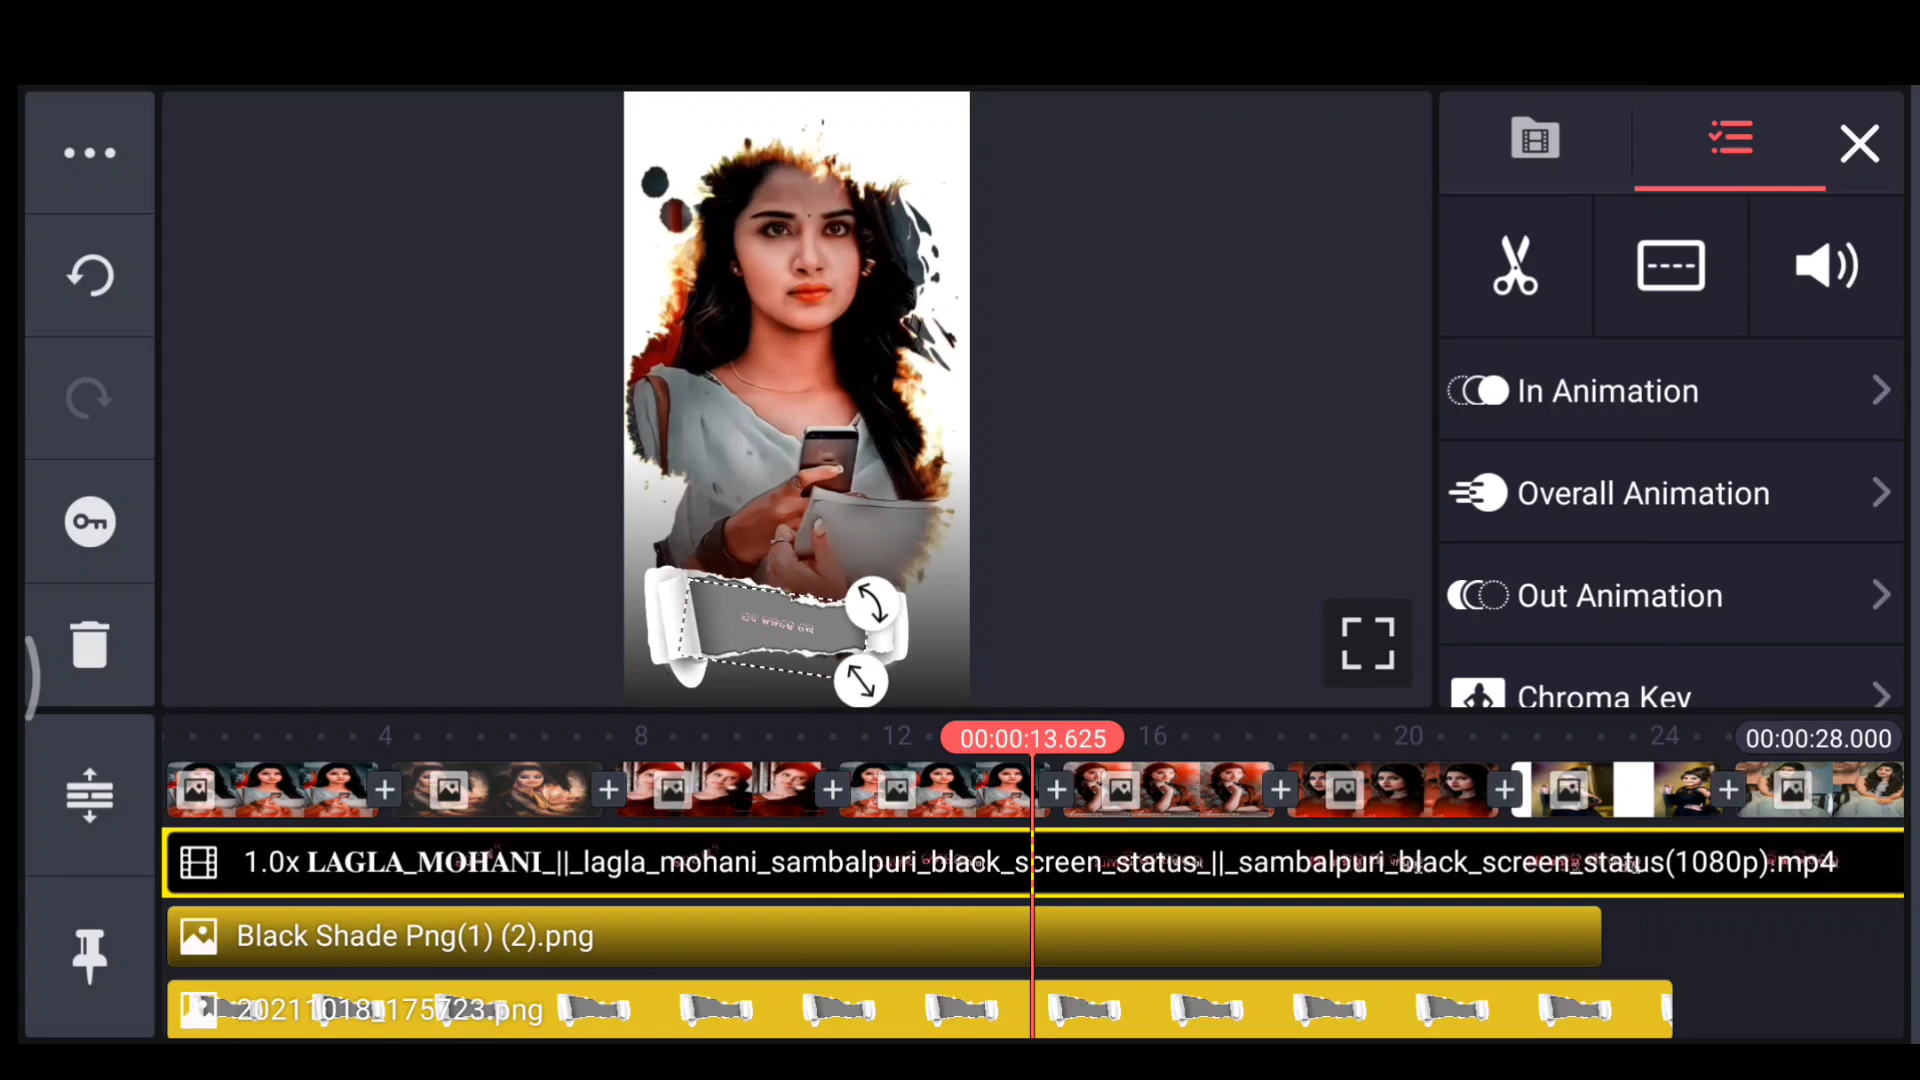 In Animation
Overall Animation
Out Animation
Chroma Key
4 8 12 00:00:13.625 16 20 24 00:00:28.000
1.0x LAGLA_MOHANI_||_lagla_mohani_sambalpuri_black_screen_status_||_sambalpuri_black_screen_status(1080p).mp4
Black Shade Png(1) (2).png
20211018_175723.png